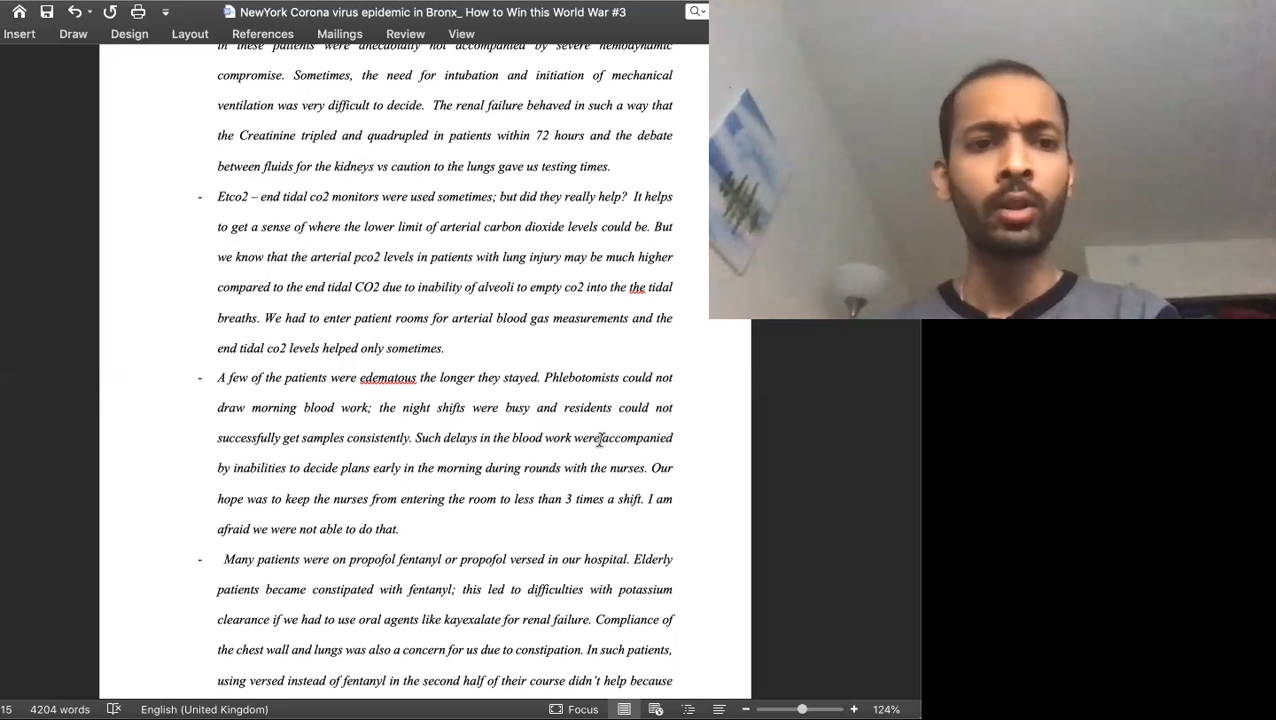 NewYork Corona virus epidemic in Bronx_ How to Win this World War #3
Insert Draw Design Layout References Mailings Review View
in these patients were anecdotally not accompanied by severe hemodynamic
compromise. Sometimes, the need for intubation and initiation of mechanical
ventilation was very difficult to decide. The renal failure behaved in such a way that
the Creatinine tripled and quadrupled in patients within 72 hours and the debate
between fluids for the kidneys vs caution to the lungs gave us testing times.
- Etco2 – end tidal co2 monitors were used sometimes; but did they really help? It helps
to get a sense of where the lower limit of arterial carbon dioxide levels could be. But
we know that the arterial pco2 levels in patients with lung injury may be much higher
compared to the end tidal CO2 due to inability of alveoli to empty co2 into the the tidal
breaths. We had to enter patient rooms for arterial blood gas measurements and the
end tidal co2 levels helped only sometimes.
- A few of the patients were edematous the longer they stayed. Phlebotomists could not
draw morning blood work; the night shifts were busy and residents could not
successfully get samples consistently. Such delays in the blood work were accompanied
by inabilities to decide plans early in the morning during rounds with the nurses. Our
hope was to keep the nurses from entering the room to less than 3 times a shift. I am
afraid we were not able to do that.
- Many patients were on propofol fentanyl or propofol versed in our hospital. Elderly
patients became constipated with fentanyl; this led to difficulties with potassium
clearance if we had to use oral agents like kayexalate for renal failure. Compliance of
the chest wall and lungs was also a concern for us due to constipation. In such patients,
using versed instead of fentanyl in the second half of their course didn't help because
15 4204 words English (United Kingdom) Focus 124%